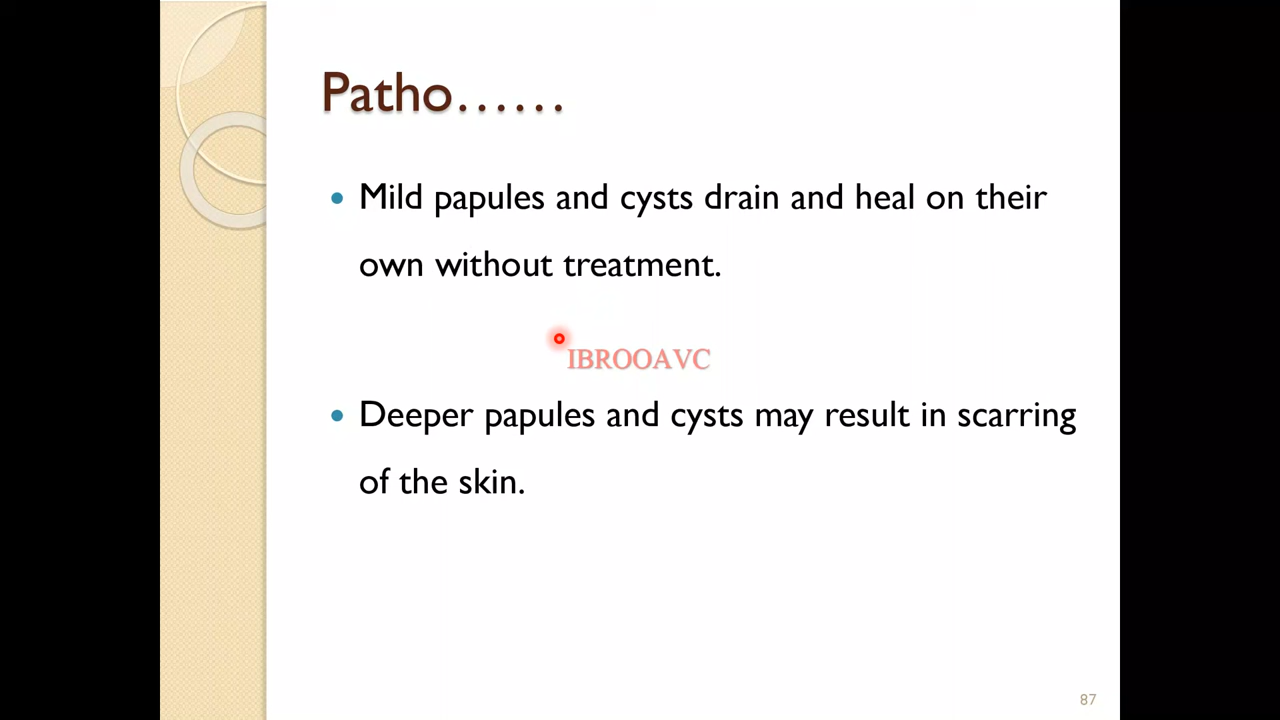 Patho......
Mild papules and cysts drain and heal on their
own without treatment.
IBROOAVC
Deeper papules and cysts may result in scarring
of the skin.
87